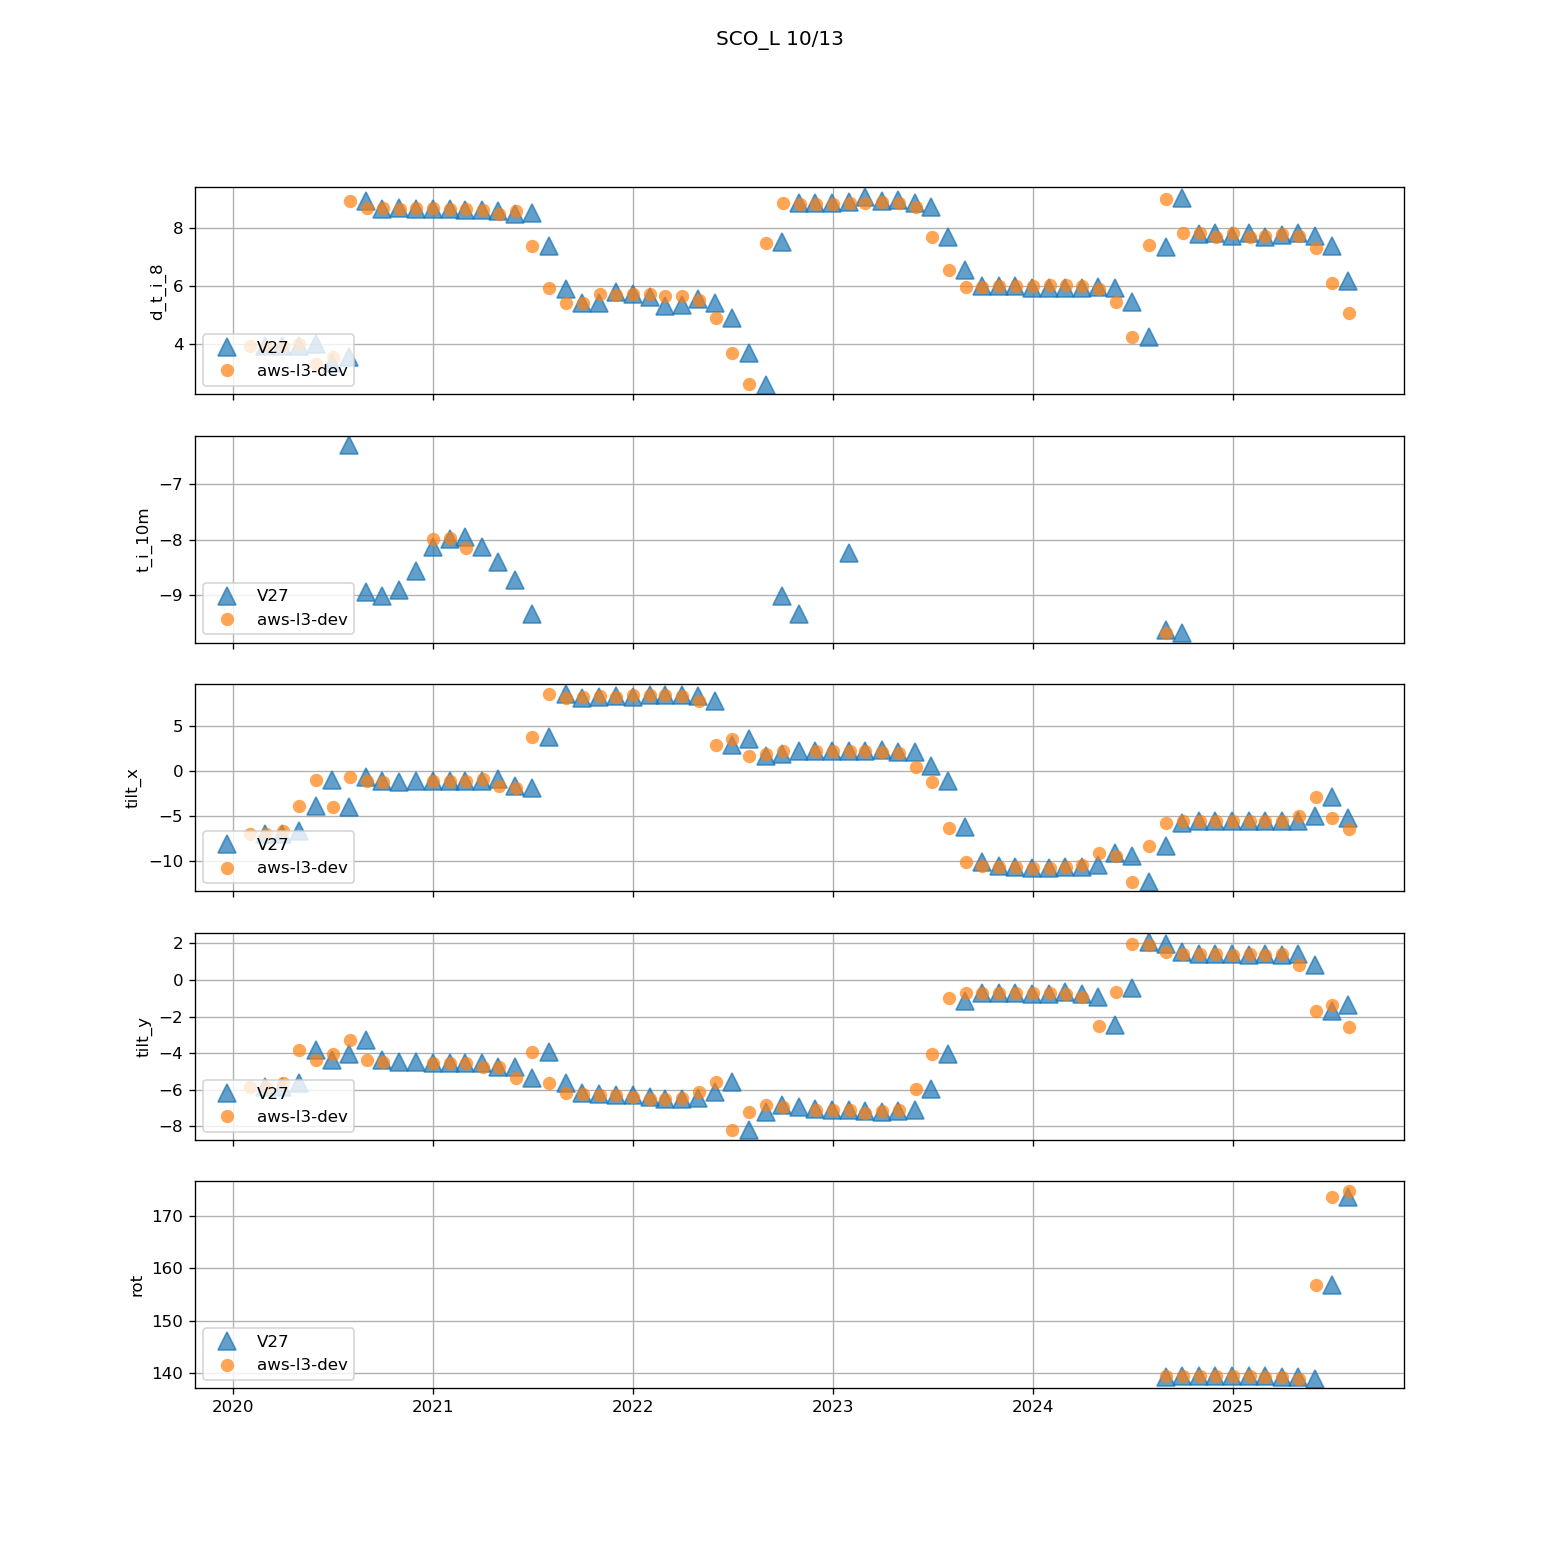 SCO_L 10/13
8
6
4
d_t_i_8
V27
aws-l3-dev
−7
−8
−9
t_i_10m
V27
aws-l3-dev
5
0
−5
−10
tilt_x
V27
aws-l3-dev
2
0
−2
−4
−6
−8
tilt_y
V27
aws-l3-dev
170
160
150
140
rot
V27
aws-l3-dev
2020 2021 2022 2023 2024 2025